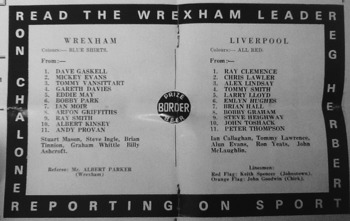 READ THE WREXHAM LEADER
RON CHALONER
REG HERBERT
WREXHAM
Colours:— BLUE SHIRTS.
From:—
1. DAVE GASKELL
2. MICKEY EVANS
3. TOMMY VANSITTART
4. GARETH DAVIES
5. EDDIE MAY
6. BOBBY PARK
7. IAN MOIR
8. ARFON GRIFFITHS
9. RAY SMITH
10. ALBERT KINSEY
11. ANDY PROVAN
Stuart Mason, Steve Ingle, Brian
Tinnion, Graham Whittle Billy
Ashcroft.
Referee: Mr. ALBERT PARKER
(Wrexham)
PRIZE
BORDER
BEERS
LIVERPOOL
Colours:— ALL RED.
From:—
1. RAY CLEMENCE
2. CHRIS LAWLER
3. ALEX LINDSAY
4. TOMMY SMITH
5. LARRY LLOYD
6. EMLYN HUGHES
7. BRIAN HALL
8. BOBBY GRAHAM
9. STEVE HEIGHWAY
10. JOHN TOSHACK
11. PETER THOMPSON
Ian Callaghan, Tommy Lawrence,
Alun Evans, Ron Yeats, John
McLaughlin.
Linesmen:
Red Flag: Keith Spencer (Johnstown).
Orange Flag: John Goodwin (Chirk).
REPORTING ON SPORT